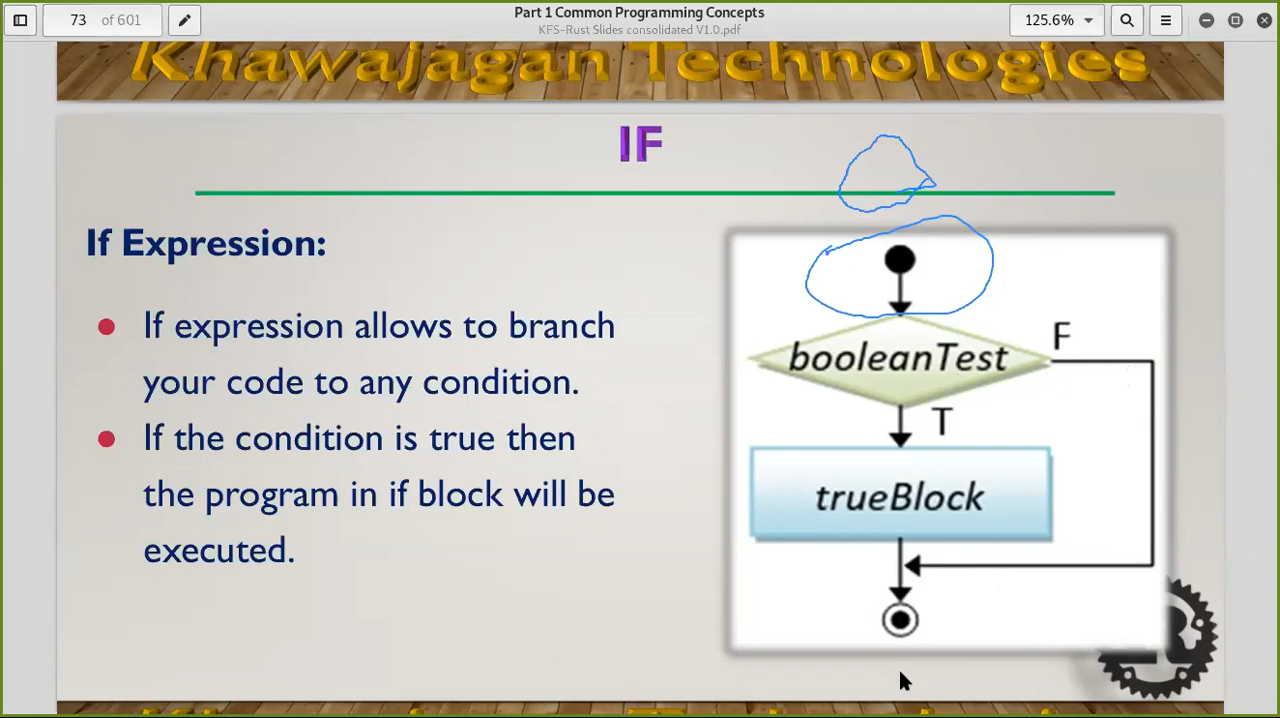 73 of 601
Part 1 Common Programming Concepts
KFS-Rust Slides consolidated V1.0.pdf
125.6%
Khawajagan Technologies
IF
If Expression:
If expression allows to branch
your code to any condition.
If the condition is true then
the program in if block will be
executed.
booleanTest
F
T
trueBlock